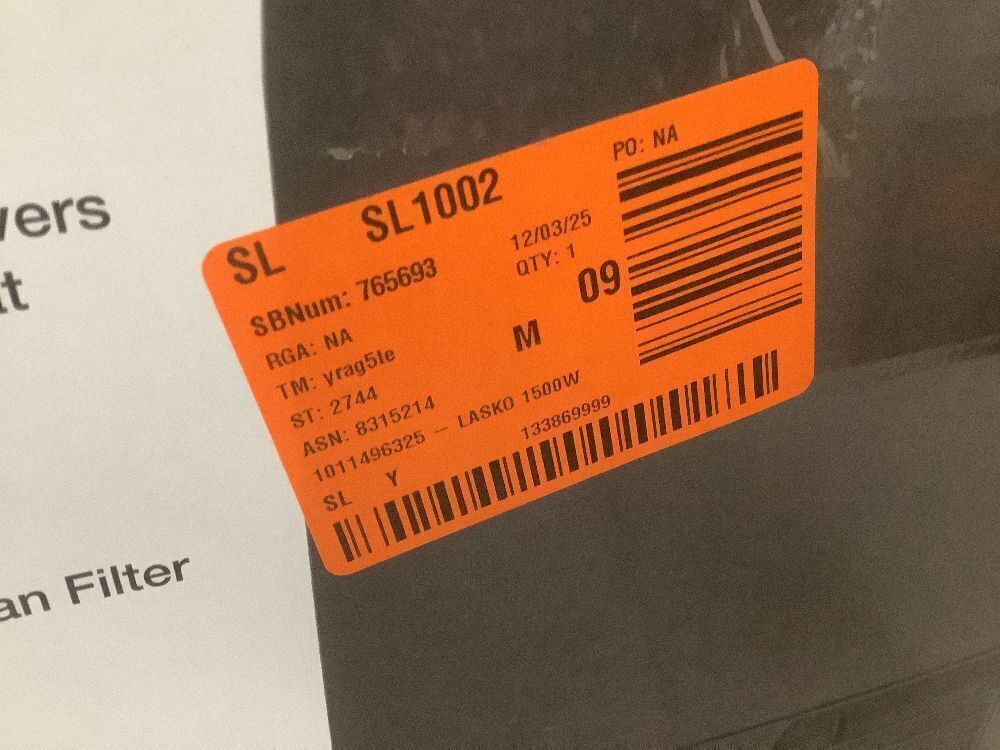 vers
at
an Filter
SL SL1002 PO: NA
SBNum: 765693 12/03/25
RGA: NA QTY: 1
TM: yrag5te M 09
ST: 2744
ASN: 8315214
1011496325 – LASKO 1500W
SL Y 133869999